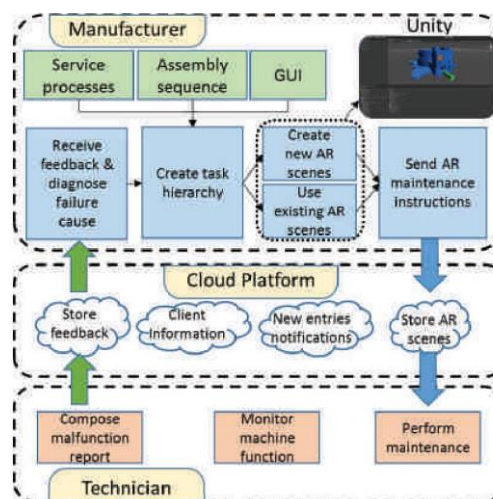 Manufacturer
Unity
Service
processes
Assembly
sequence
GUI
Receive
feedback &
diagnose
failure
cause
Create task
hierarchy
Create
new AR
scenes
Use
existing AR
scenes
Send AR
maintenance
instructions
Cloud Platform
Store
feedback
Client
Information
New entries
notifications
Store AR
scenes
Compose
malfunction
report
Monitor
machine
function
Perform
maintenance
Technician